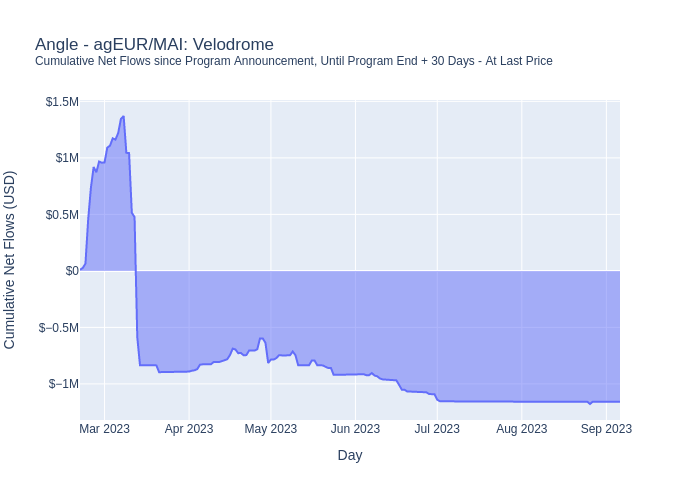 Angle - agEUR/MAI: Velodrome
Cumulative Net Flows since Program Announcement, Until Program End + 30 Days - At Last Price
Cumulative Net Flows (USD)
$1.5M
$1M
$0.5M
$0
$−0.5M
$−1M
Mar 2023 Apr 2023 May 2023 Jun 2023 Jul 2023 Aug 2023 Sep 2023
Day